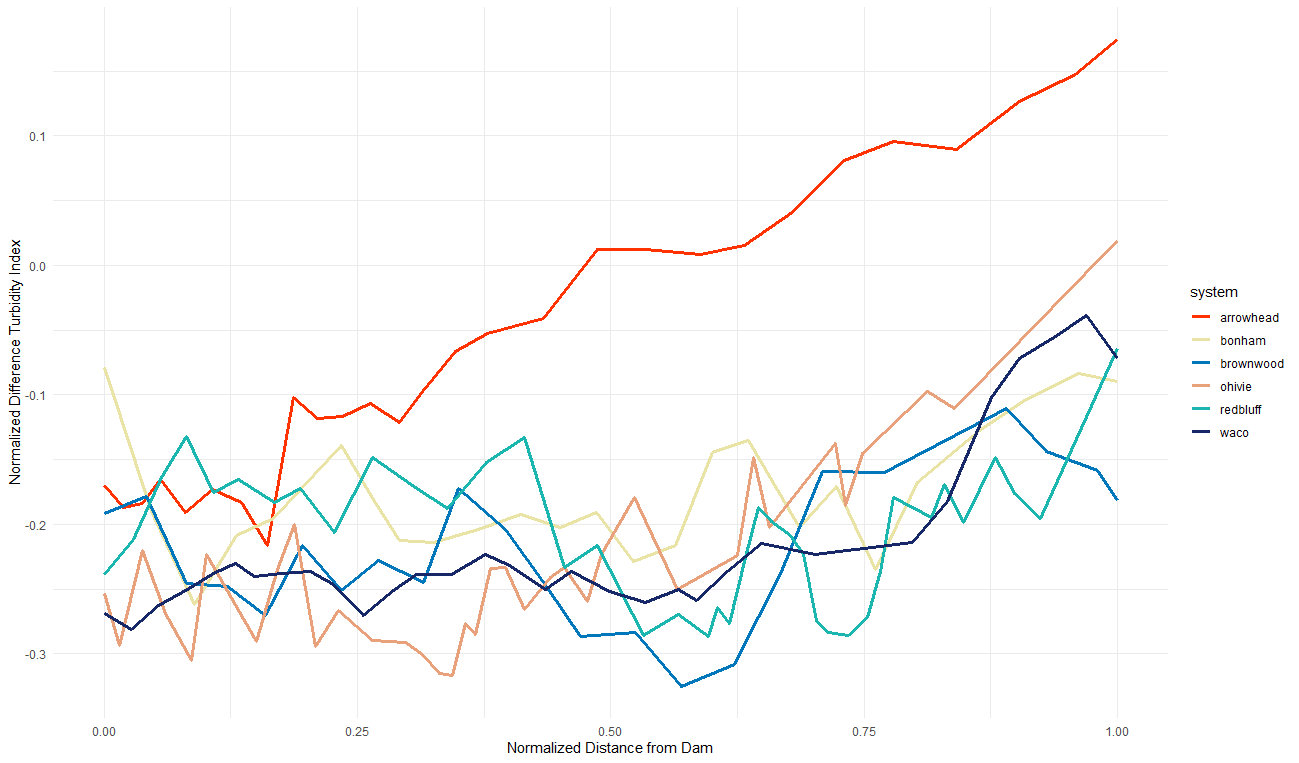 Normalized Difference Turbidity Index
0.1
0.0
-0.1
-0.2
-0.3
0.00 0.25 0.50 0.75 1.00
Normalized Distance from Dam
system
arrowhead
bonham
brownwood
ohivie
redbluff
waco